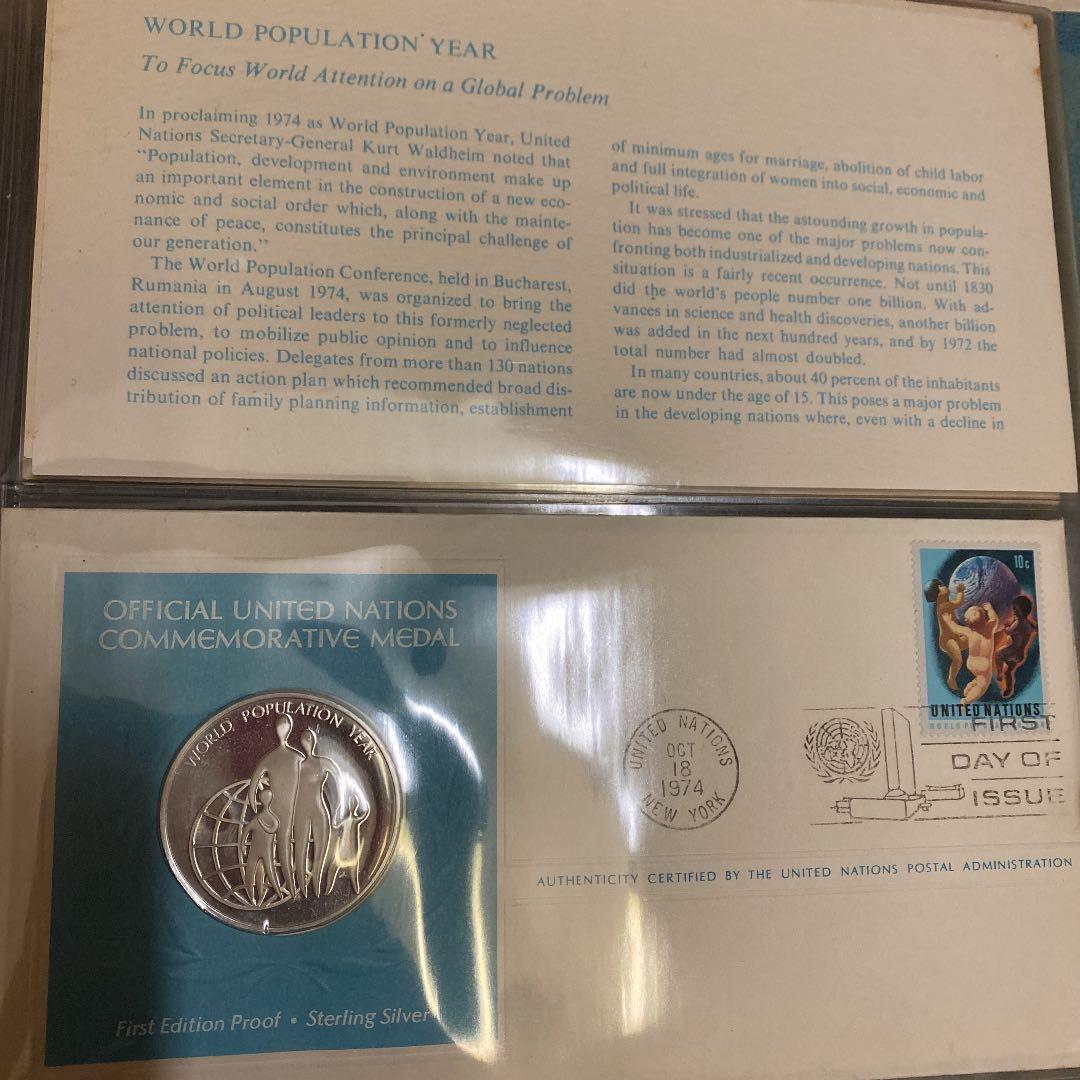 WORLD POPULATION YEAR
To Focus World Attention on a Global Problem
In proclaiming 1974 as World Population Year, United
Nations Secretary-General Kurt Waldheim noted that
"Population, development and environment make up
an important element in the construction of a new eco-
nomic and social order which, along with the mainte-
nance of peace, constitutes the principal challenge of
our generation."
The World Population Conference, held in Bucharest,
Rumania in August 1974, was organized to bring the
attention of political leaders to this formerly neglected
problem, to mobilize public opinion and to influence
national policies. Delegates from more than 130 nations
discussed an action plan which recommended broad dis-
tribution of family planning information, establishment
of minimum ages for marriage, abolition of child labor
and full integration of women into social, economic and
political life.
It was stressed that the astounding growth in popula-
tion has become one of the major problems now con-
fronting both industrialized and developing nations. This
situation is a fairly recent occurrence. Not until 1830
did the world's people number one billion. With ad-
vances in science and health discoveries, another billion
was added in the next hundred years, and by 1972 the
total number had almost doubled.
In many countries, about 40 percent of the inhabitants
are now under the age of 15. This poses a major problem
in the developing nations where, even with a decline in
OFFICIAL UNITED NATIONS
COMMEMORATIVE MEDAL
WORLD POPULATION YEAR
First Edition Proof • Sterling Silver
10c
UNITED NATIONS
UNITED NATIONS
OCT
18
1974
NEW YORK
FIRST
DAY OF
ISSUE
AUTHENTICITY CERTIFIED BY THE UNITED NATIONS POSTAL ADMINISTRATION